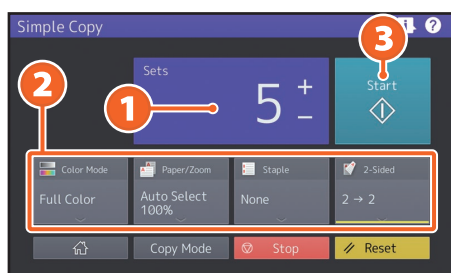 Simple Copy
i ?
3
2
Sets
Start
1
5 + -
Color Mode
Paper/Zoom
Staple
2-Sided
Full Color
Auto Select
100%
None
2 → 2
Copy Mode
Stop
Reset